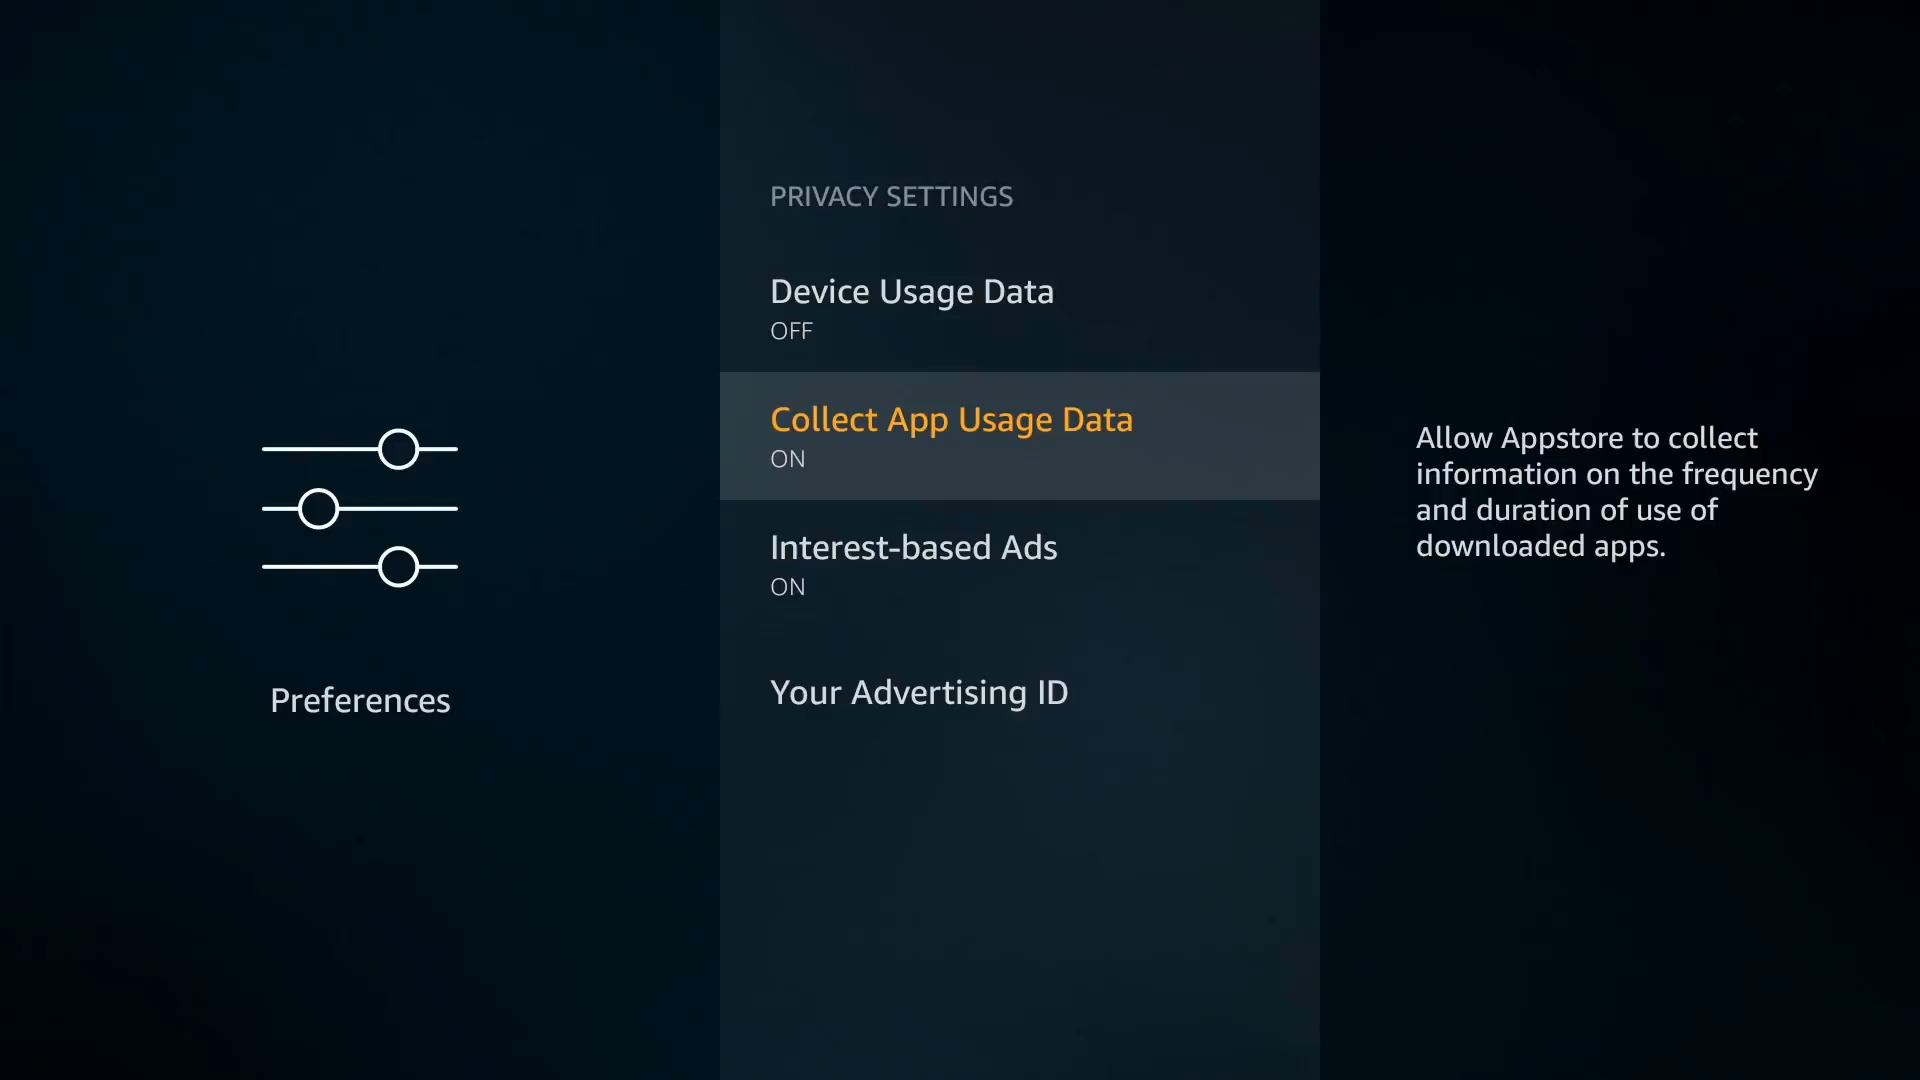 PRIVACY SETTINGS
Device Usage Data
OFF
Collect App Usage Data
ON
Interest-based Ads
ON
Your Advertising ID
Preferences
Allow Appstore to collect
information on the frequency
and duration of use of
downloaded apps.